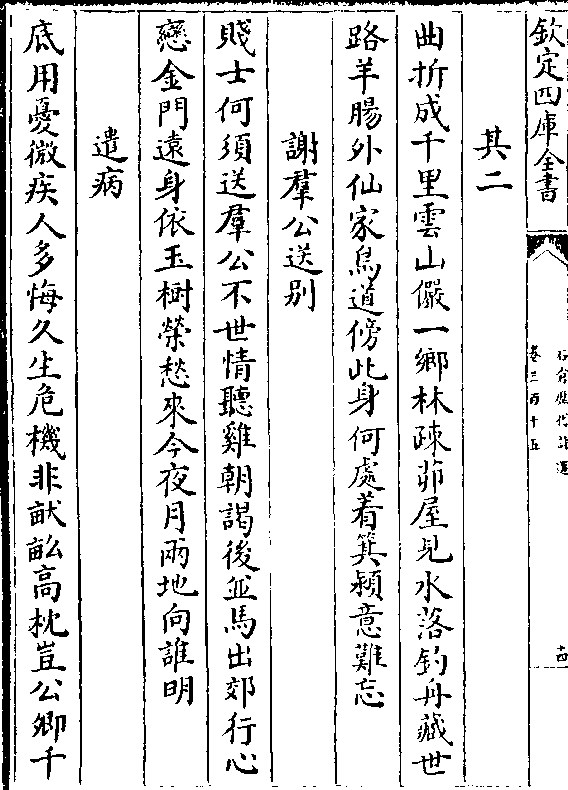 欽定四庫全書
石倉歷代詩選
卷三百十五
十四
其二
曲折成千里雲山儼一鄉林疎茆屋見水落釣舟藏世
路羊腸外仙家鳥道傍此身何處着箕潁意難忘
謝羣公送别
賤士何須送羣公不世情聽雞朝謁後並馬出郊行心
戀金門遠身依玉樹榮愁來今夜月兩地向誰明
遣病
底用憂微疾人多悔久生危機非畎畝高枕豈公卿千